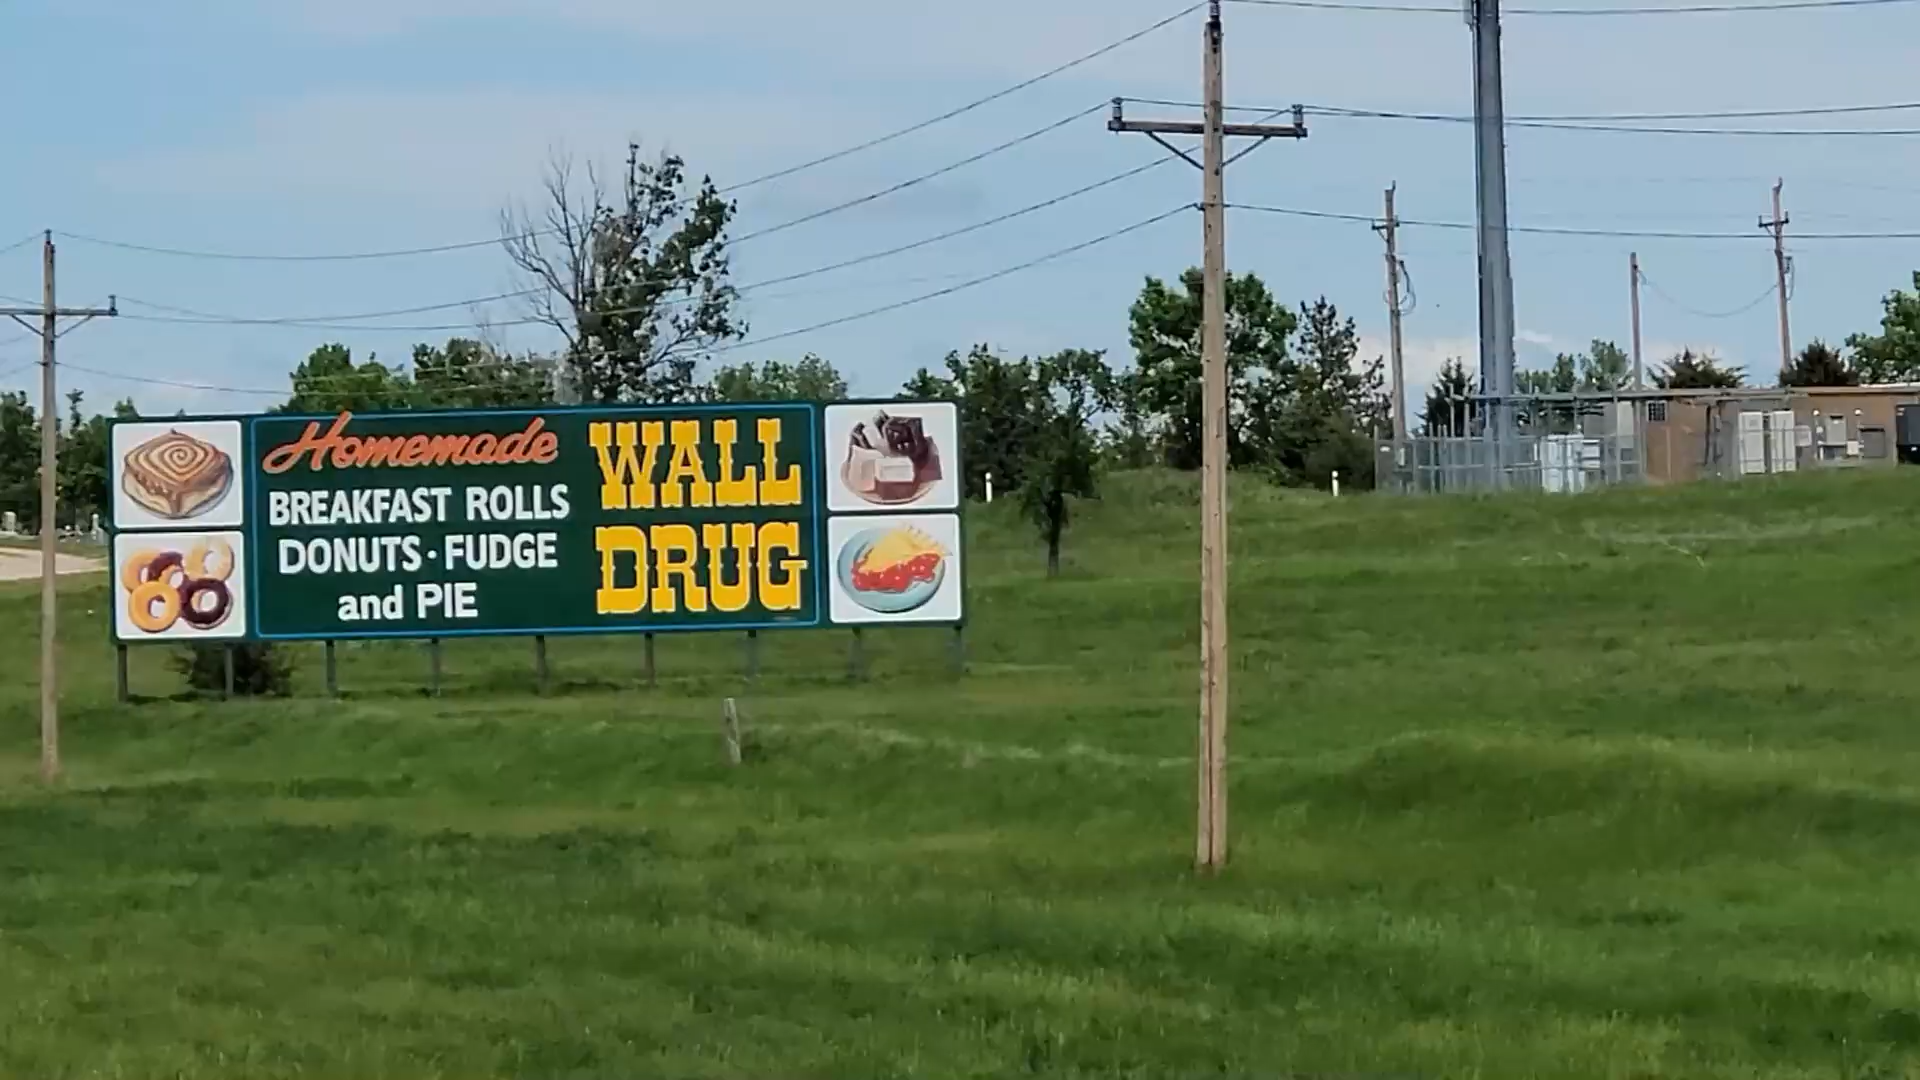 Homemade
BREAKFAST ROLLS
DONUTS · FUDGE
and PIE
WALL
DRUG